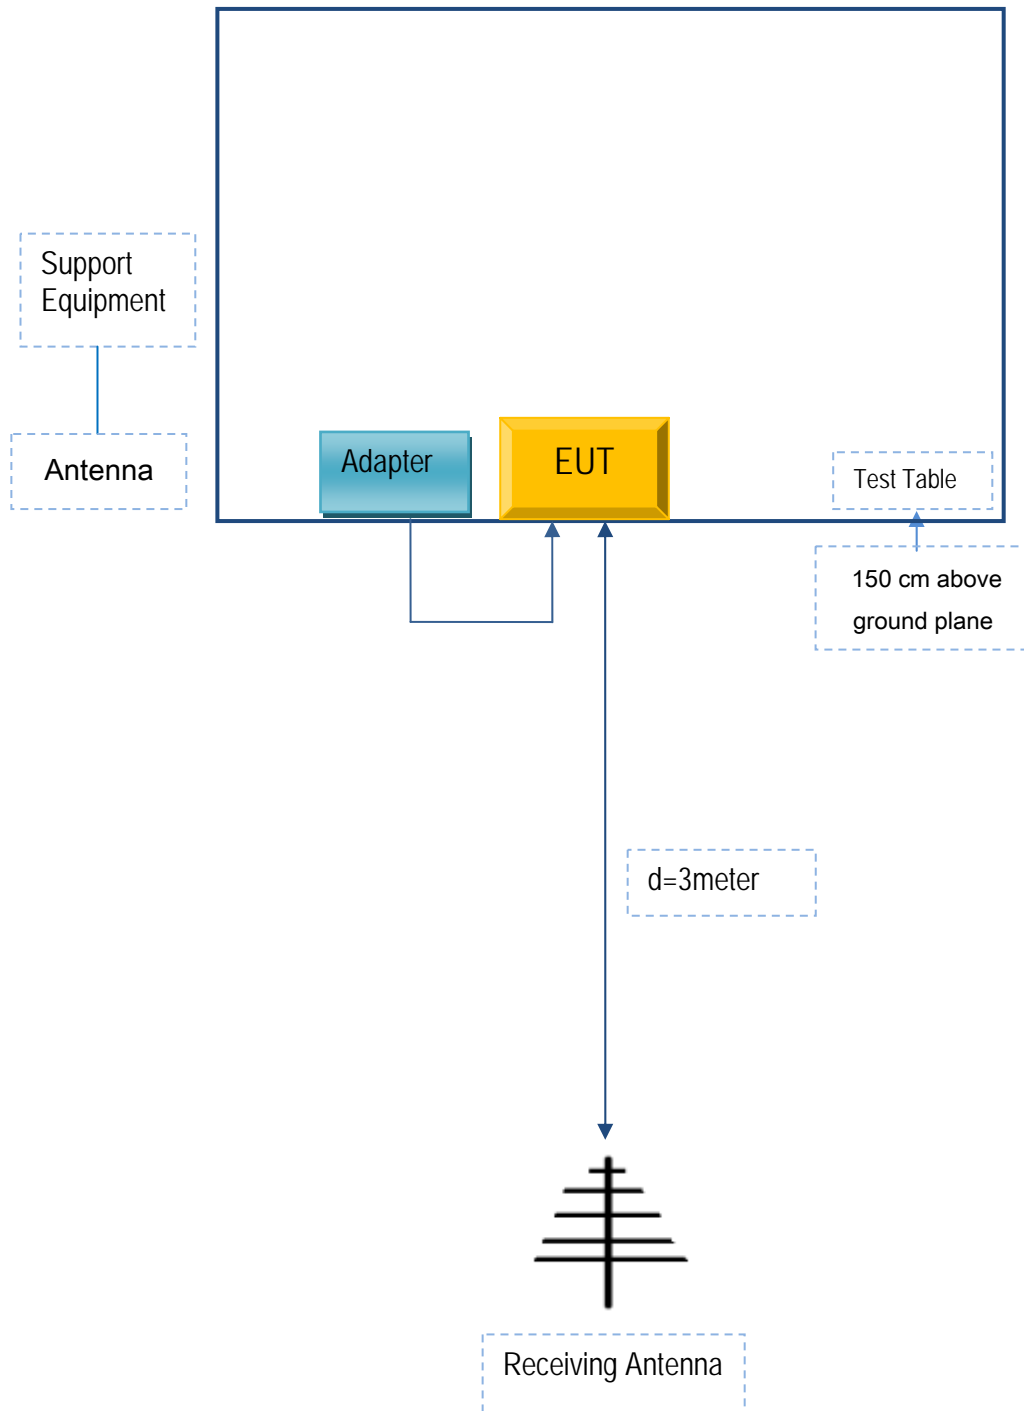 Support
Equipment
Antenna
Adapter
EUT
Test Table
150 cm above
ground plane
d=3meter
Receiving Antenna